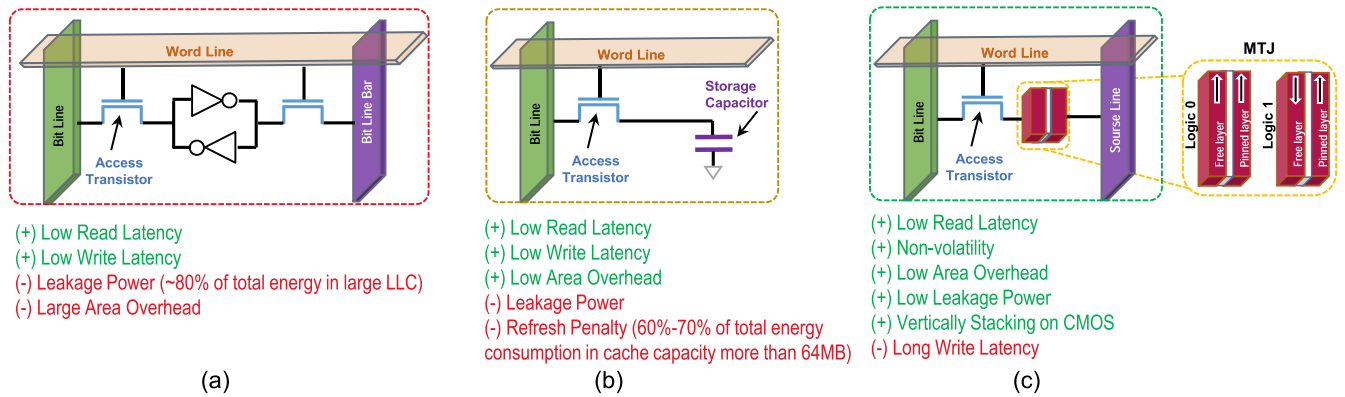 Word Line
Bit Line
Access
Transistor
Bit Line Bar
(+) Low Read Latency
(+) Low Write Latency
(-) Leakage Power (~80% of total energy in large LLC)
(-) Large Area Overhead
(a)
Word Line
Bit Line
Access
Transistor
Storage
Capacitor
(+) Low Read Latency
(+) Low Write Latency
(+) Low Area Overhead
(-) Leakage Power
(-) Refresh Penalty (60%-70% of total energy
consumption in cache capacity more than 64MB)
(b)
Word Line
Bit Line
Access
Transistor
Sourse Line
MTJ
Logic 0
Free layer
Pinned layer
Logic 1
Free layer
Pinned layer
(+) Low Read Latency
(+) Non-volatility
(+) Low Area Overhead
(+) Low Leakage Power
(+) Vertically Stacking on CMOS
(-) Long Write Latency
(c)